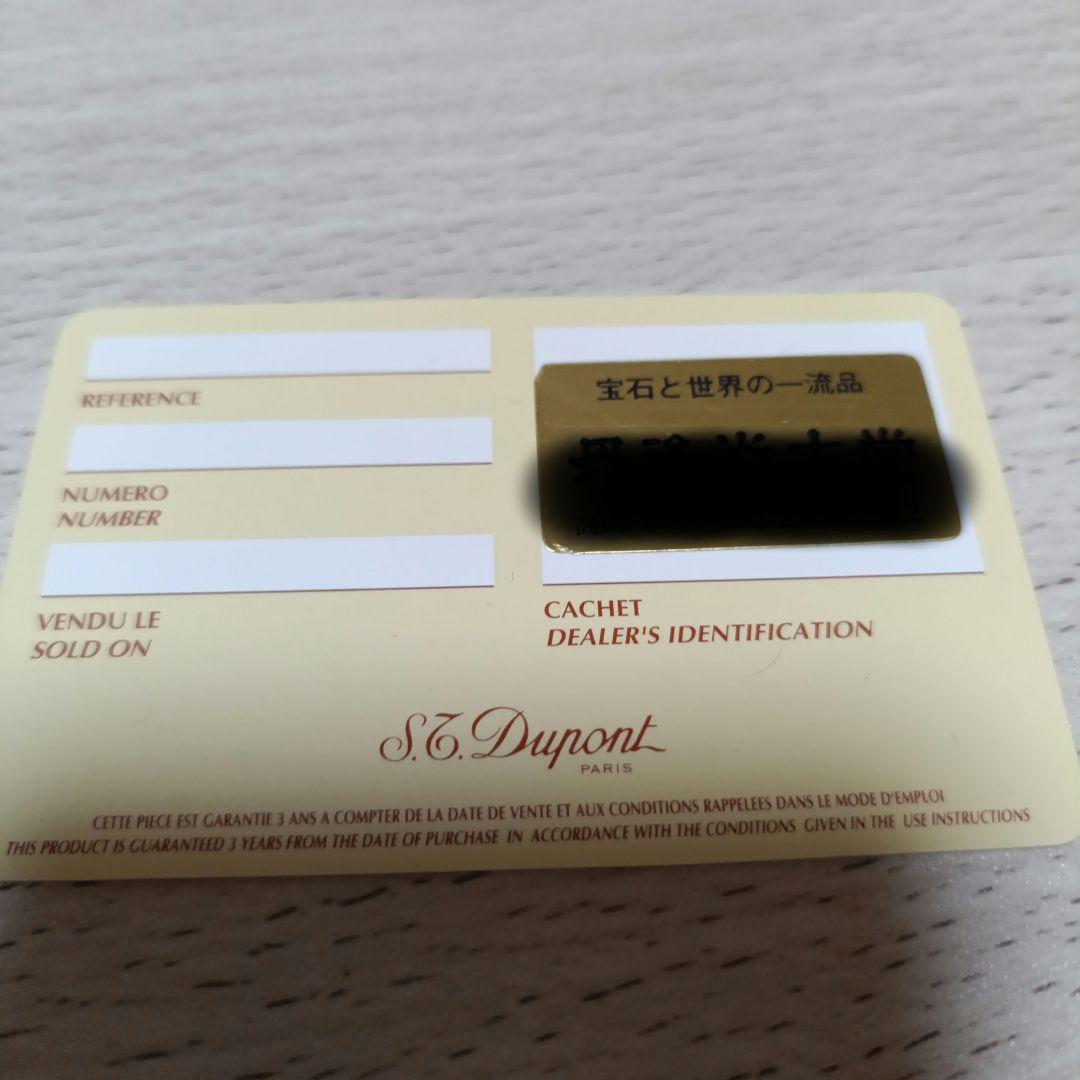 REFERENCE
NUMERO
NUMBER
VENDU LE
SOLD ON
宝石と世界の一流品
CACHET
DEALER'S IDENTIFICATION
S.T. Dupont
PARIS
CETTE PIECE EST GARANTIE 3 ANS A COMPTER DE LA DATE DE VENTE ET AUX CONDITIONS RAPPELEES DANS LE MODE D'EMPLOI
THIS PRODUCT IS GUARANTEED 3 YEARS FROM THE DATE OF PURCHASE IN ACCORDANCE WITH THE CONDITIONS GIVEN IN THE USE INSTRUCTIONS